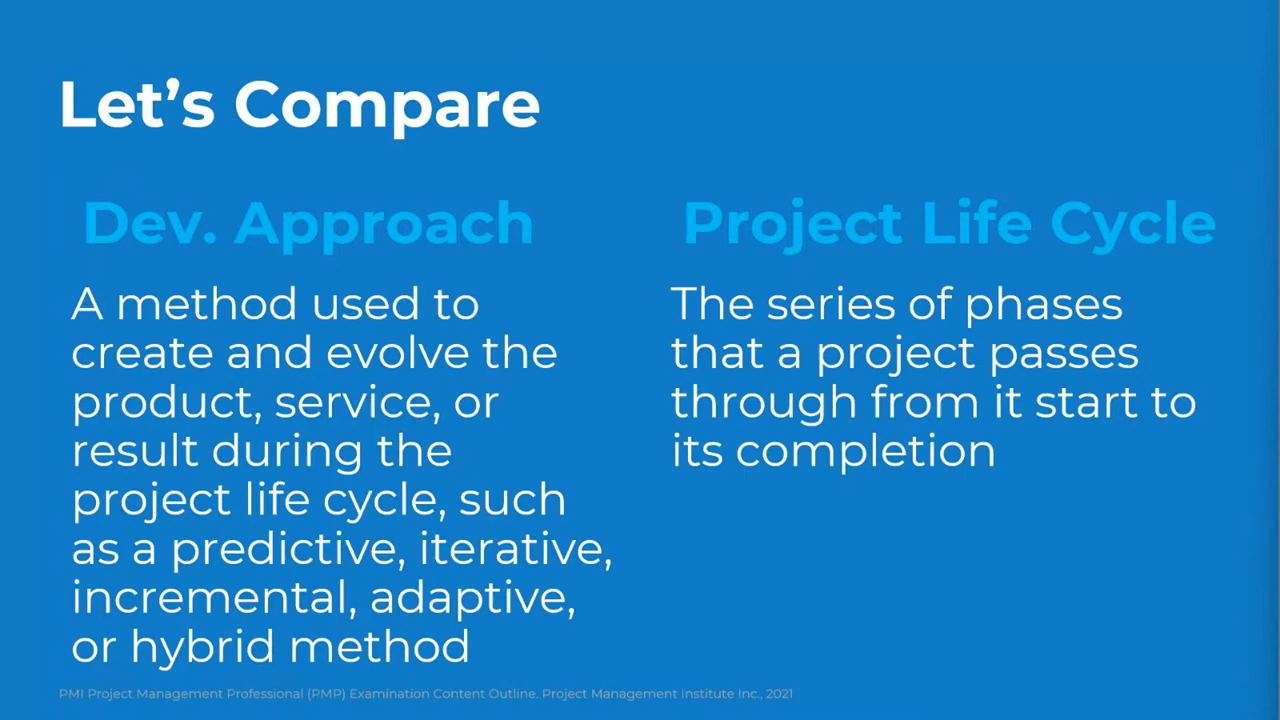 Let’s Compare
Dev. Approach
A method used to
create and evolve the
product, service, or
result during the
project life cycle, such
as a predictive, iterative,
incremental, adaptive,
or hybrid method
Project Life Cycle
The series of phases
that a project passes
through from it start to
its completion
PMI Project Management Professional (PMP) Examination Content Outline. Project Management Institute Inc., 2021